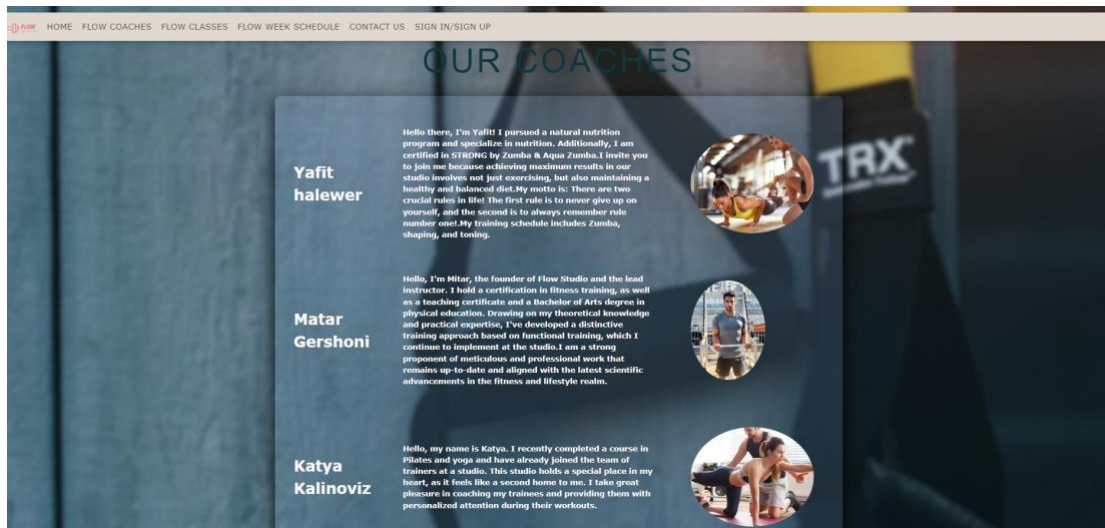 FLOW
HOME FLOW COACHES FLOW CLASSES FLOW WEEK SCHEDULE CONTACT US SIGN IN/SIGN UP
OUR COACHES
TRX
Yafit
halewer
Hello there, I'm Yafit! I pursued a natural nutrition
program and specialize in nutrition. Additionally, I am
certified in STRONG by Zumba & Aqua Zumba.I invite you
to join me because achieving maximum results in our
studio involves not just exercising, but also maintaining a
healthy and balanced diet.My motto is: There are two
crucial rules in life! The first rule is to never give up on
yourself, and the second is to always remember rule
number one!.My training schedule includes Zumba,
shaping, and toning.
Matar
Gershoni
Hello, I'm Mitar, the founder of Flow Studio and the lead
instructor. I hold a certification in fitness training, as well
as a teaching certificate and a Bachelor of Arts degree in
physical education. Drawing on my theoretical knowledge
and practical expertise, I've developed a distinctive
training approach based on functional training, which I
continue to implement at the studio.I am a strong
proponent of meticulous and professional work that
remains up-to-date and aligned with the latest scientific
advancements in the fitness and lifestyle realm.
Katya
Kalinoviz
Hello, my name is Katya. I recently completed a course in
Pilates and yoga and have already joined the team of
trainers at a studio. This studio holds a special place in my
heart, as it feels like a second home to me. I take great
pleasure in coaching my trainees and providing them with
personalized attention during their workouts.